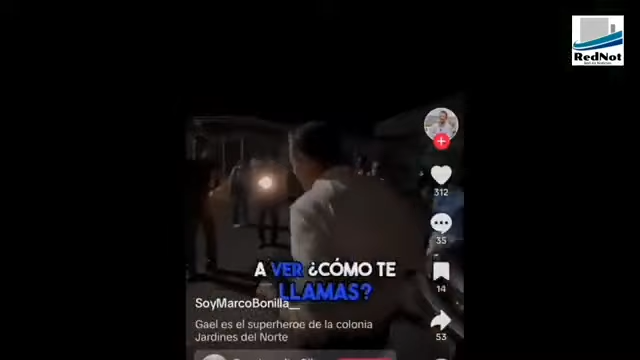 RedNot
A VER ¿CÓMO TE
LLAMAS?
312
35
14
53
SoyMarcoBonilla_
Gael es el superheroe de la colonia
Jardines del Norte